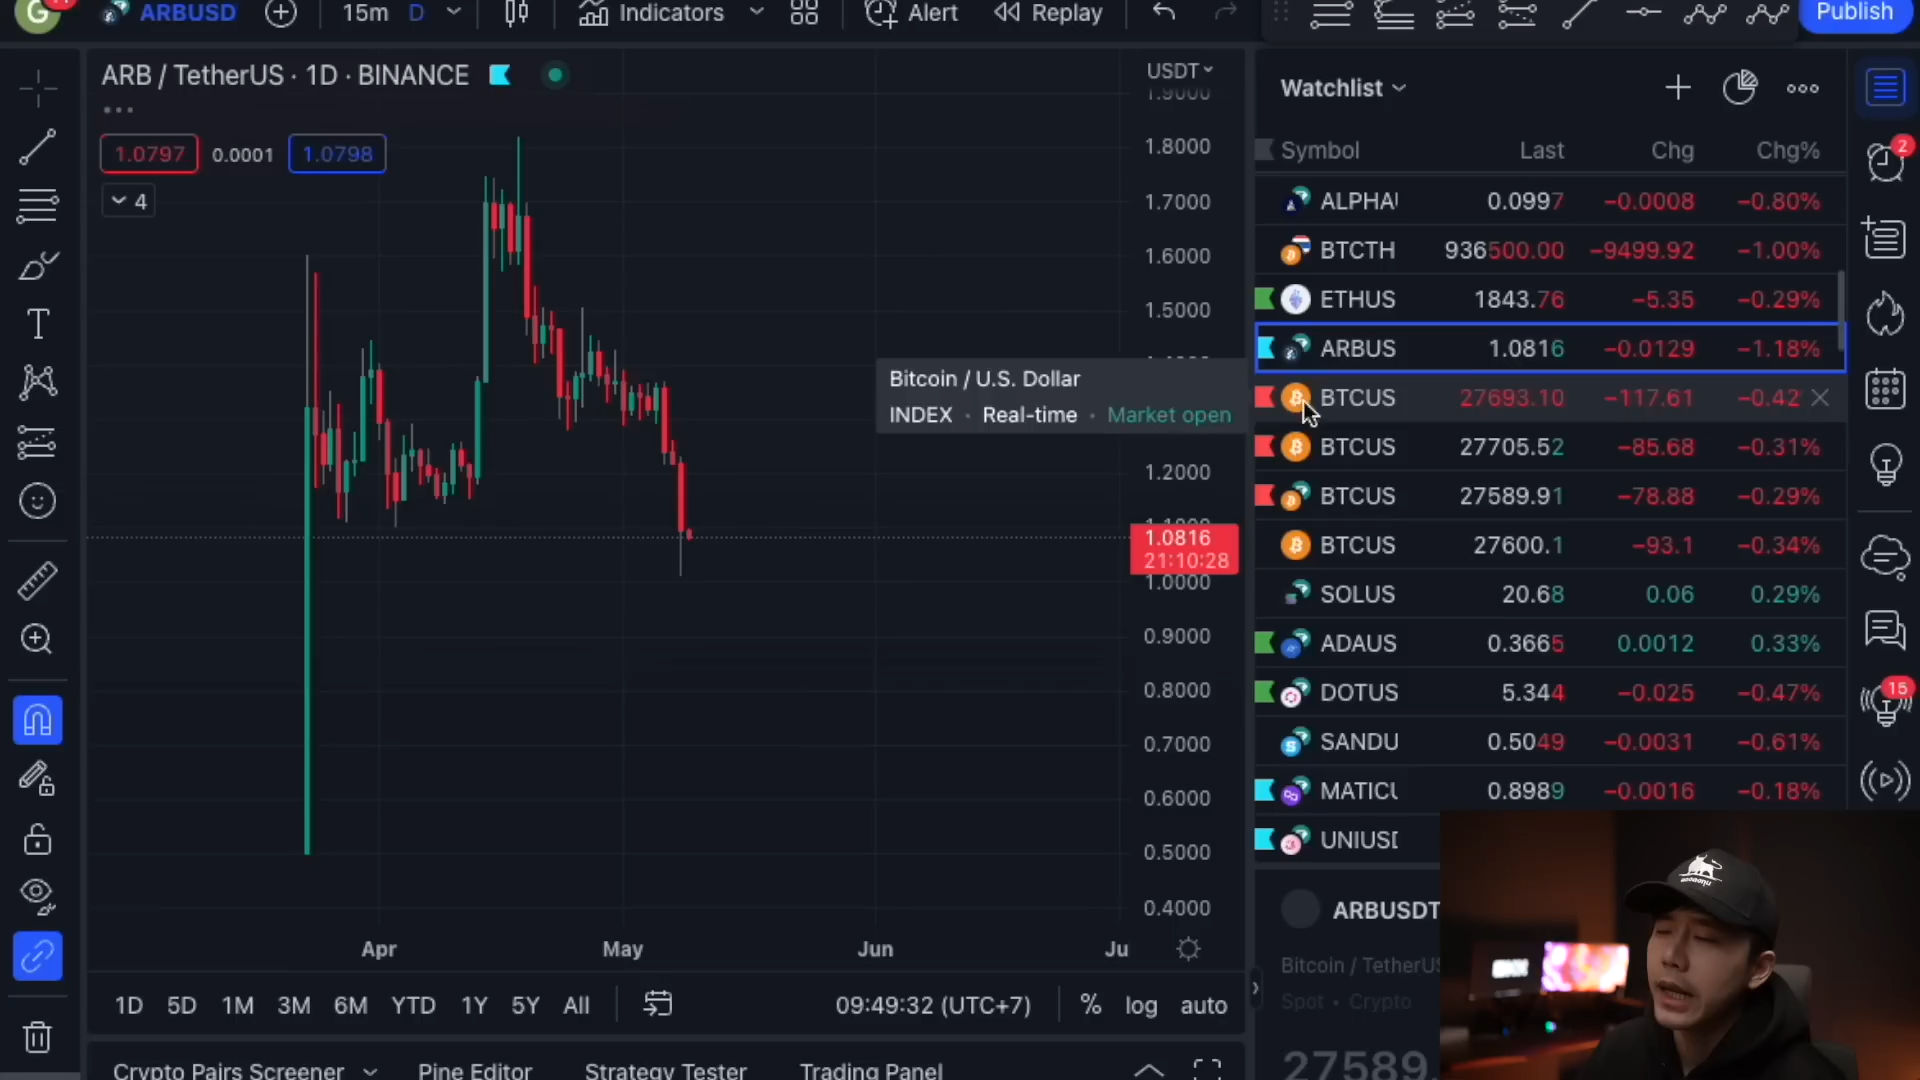 G
ARBUSD
15m D
Indicators
Alert
Replay
Publish
ARB / TetherUS · 1D · BINANCE
1.0797 0.0001 1.0798
4
USDT
1.9000
1.8000
1.7000
1.6000
1.5000
1.2000
1.0816
21:10:28
1.0000
0.9000
0.8000
0.7000
0.6000
0.5000
0.4000
Bitcoin / U.S. Dollar
INDEX · Real-time · Market open
Apr May Jun Ju
1D 5D 1M 3M 6M YTD 1Y 5Y All
09:49:32 (UTC+7)
% log auto
Crypto Pairs Screener Pine Editor Strategy Tester Trading Panel
Watchlist
Symbol Last Chg Chg%
ALPHA 0.0997 −0.0008 −0.80%
BTCTH 936500.00 −9499.92 −1.00%
ETHUS 1843.76 −5.35 −0.29%
ARBUS 1.0816 −0.0129 −1.18%
BTCUS 27693.10 −117.61 −0.42
BTCUS 27705.52 −85.68 −0.31%
BTCUS 27589.91 −78.88 −0.29%
BTCUS 27600.1 −93.1 −0.34%
SOLUS 20.68 0.06 0.29%
ADAUS 0.3665 0.0012 0.33%
DOTUS 5.344 −0.025 −0.47%
SANDU 0.5049 −0.0031 −0.61%
MATICU 0.8989 −0.0016 −0.18%
UNIUSD
ARBUSDT
Bitcoin / TetherUS
Spot • Crypto
27589.
2
15